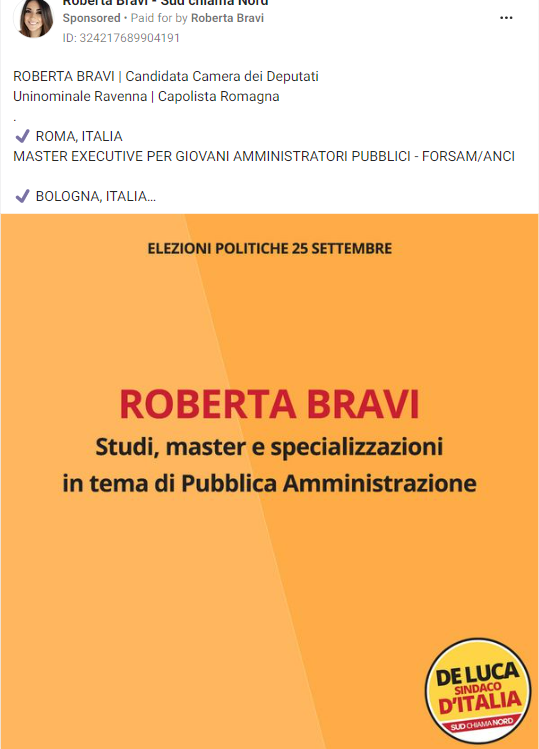 Roberta Bravi - Sud chiama Nord
Sponsored • Paid for by Roberta Bravi
ID: 324217689904191
ROBERTA BRAVI | Candidata Camera dei Deputati
Uninominale Ravenna | Capolista Romagna
.
✔ ROMA, ITALIA
MASTER EXECUTIVE PER GIOVANI AMMINISTRATORI PUBBLICI - FORSAM/ANCI
✔ BOLOGNA, ITALIA...
ELEZIONI POLITICHE 25 SETTEMBRE
ROBERTA BRAVI
Studi, master e specializzazioni
in tema di Pubblica Amministrazione
DE LUCA
SINDACO
D'ITALIA
SUD CHIAMA NORD